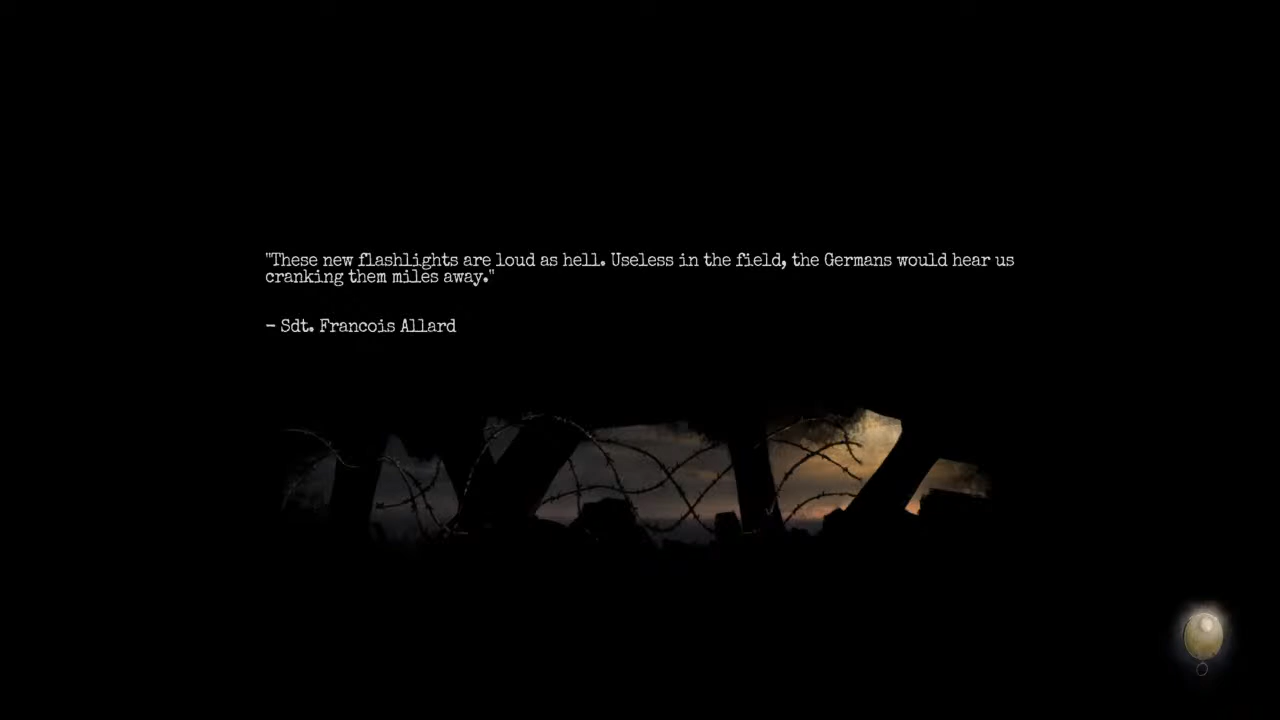 "These new flashlights are loud as hell. Useless in the field, the Germans would hear us
cranking them miles away."
- Sdt. Francois Allard